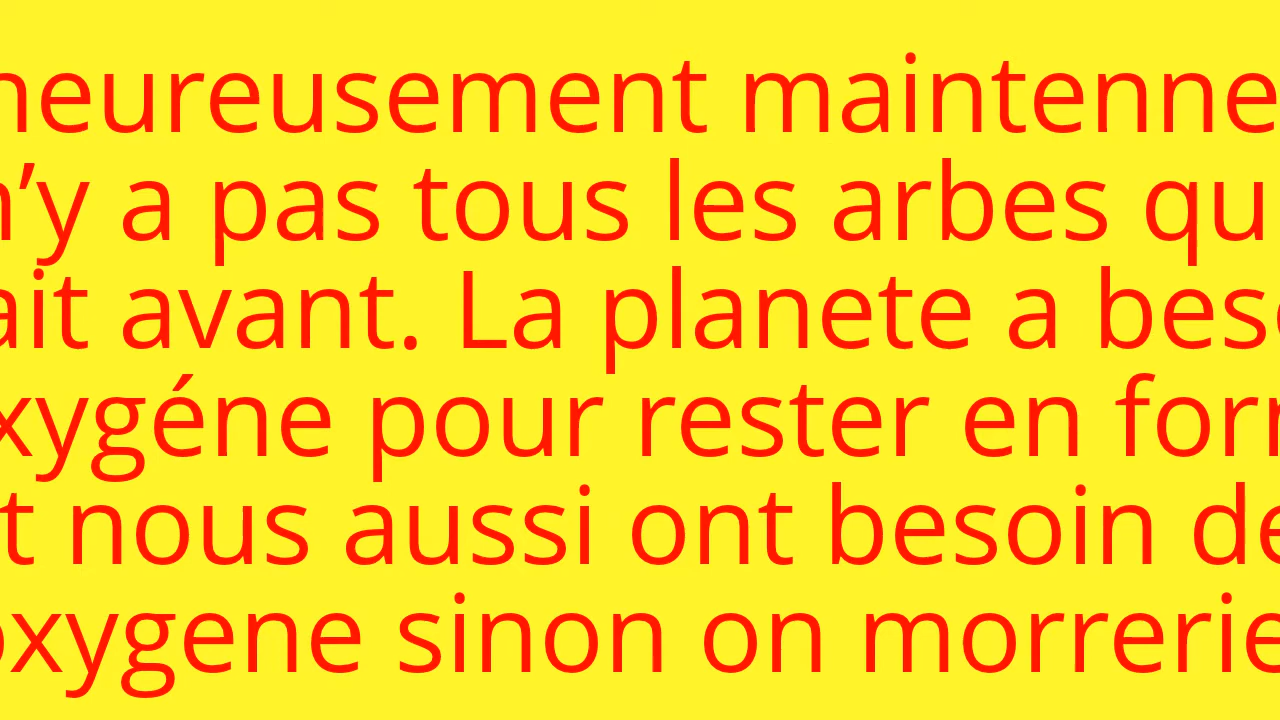 heureusement maintenne
n’y a pas tous les arbes qu
ait avant. La planete a beso
xygéne pour rester en form
t nous aussi ont besoin de
oxygene sinon on morrerie